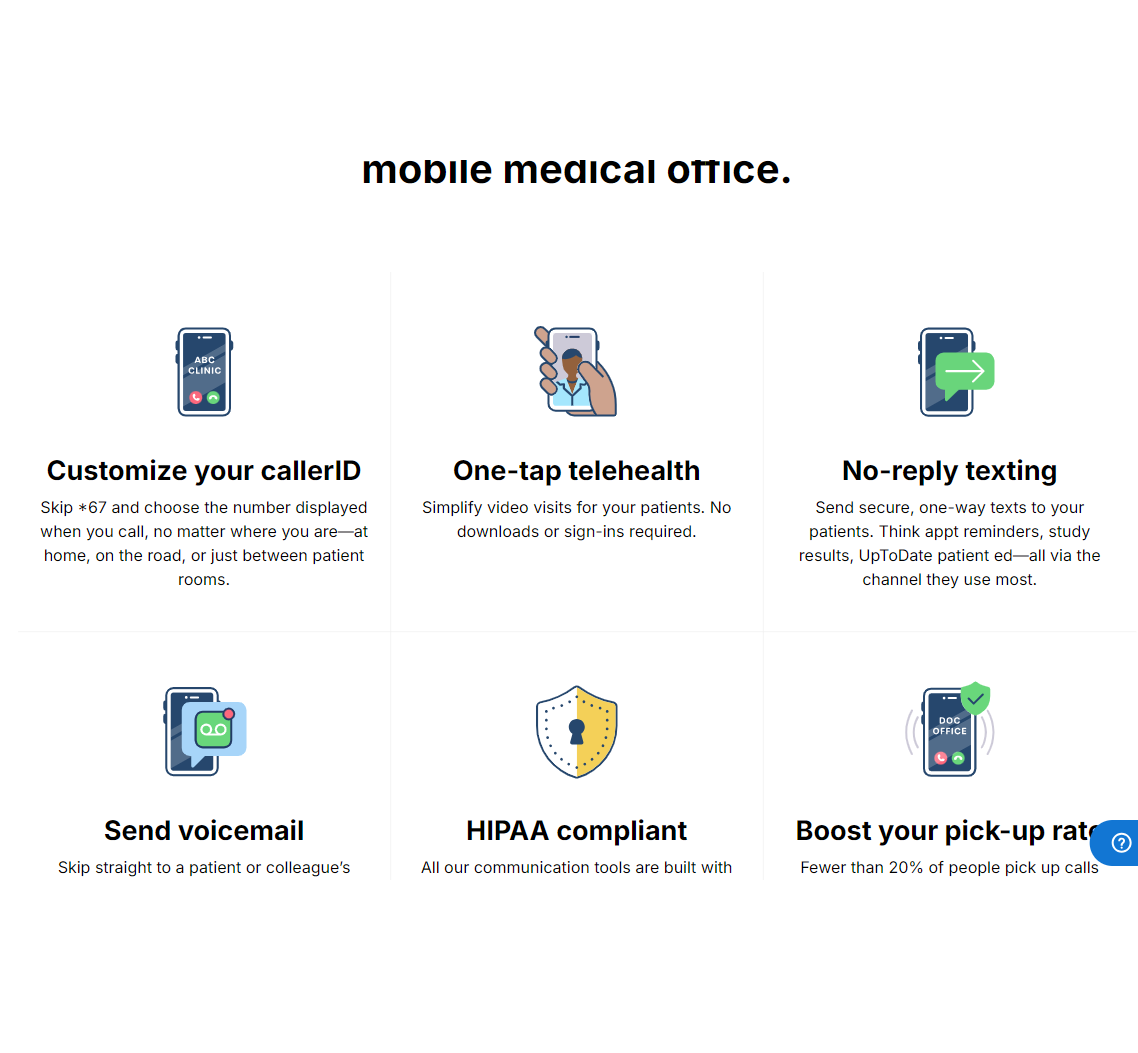 mobile medical office.
ABC
CLINIC
Customize your callerID
Skip *67 and choose the number displayed
when you call, no matter where you are—at
home, on the road, or just between patient
rooms.
One-tap telehealth
Simplify video visits for your patients. No
downloads or sign-ins required.
No-reply texting
Send secure, one-way texts to your
patients. Think appt reminders, study
results, UpToDate patient ed—all via the
channel they use most.
Send voicemail
Skip straight to a patient or colleague’s
HIPAA compliant
All our communication tools are built with
DOC
OFFICE
Boost your pick-up rate
Fewer than 20% of people pick up calls